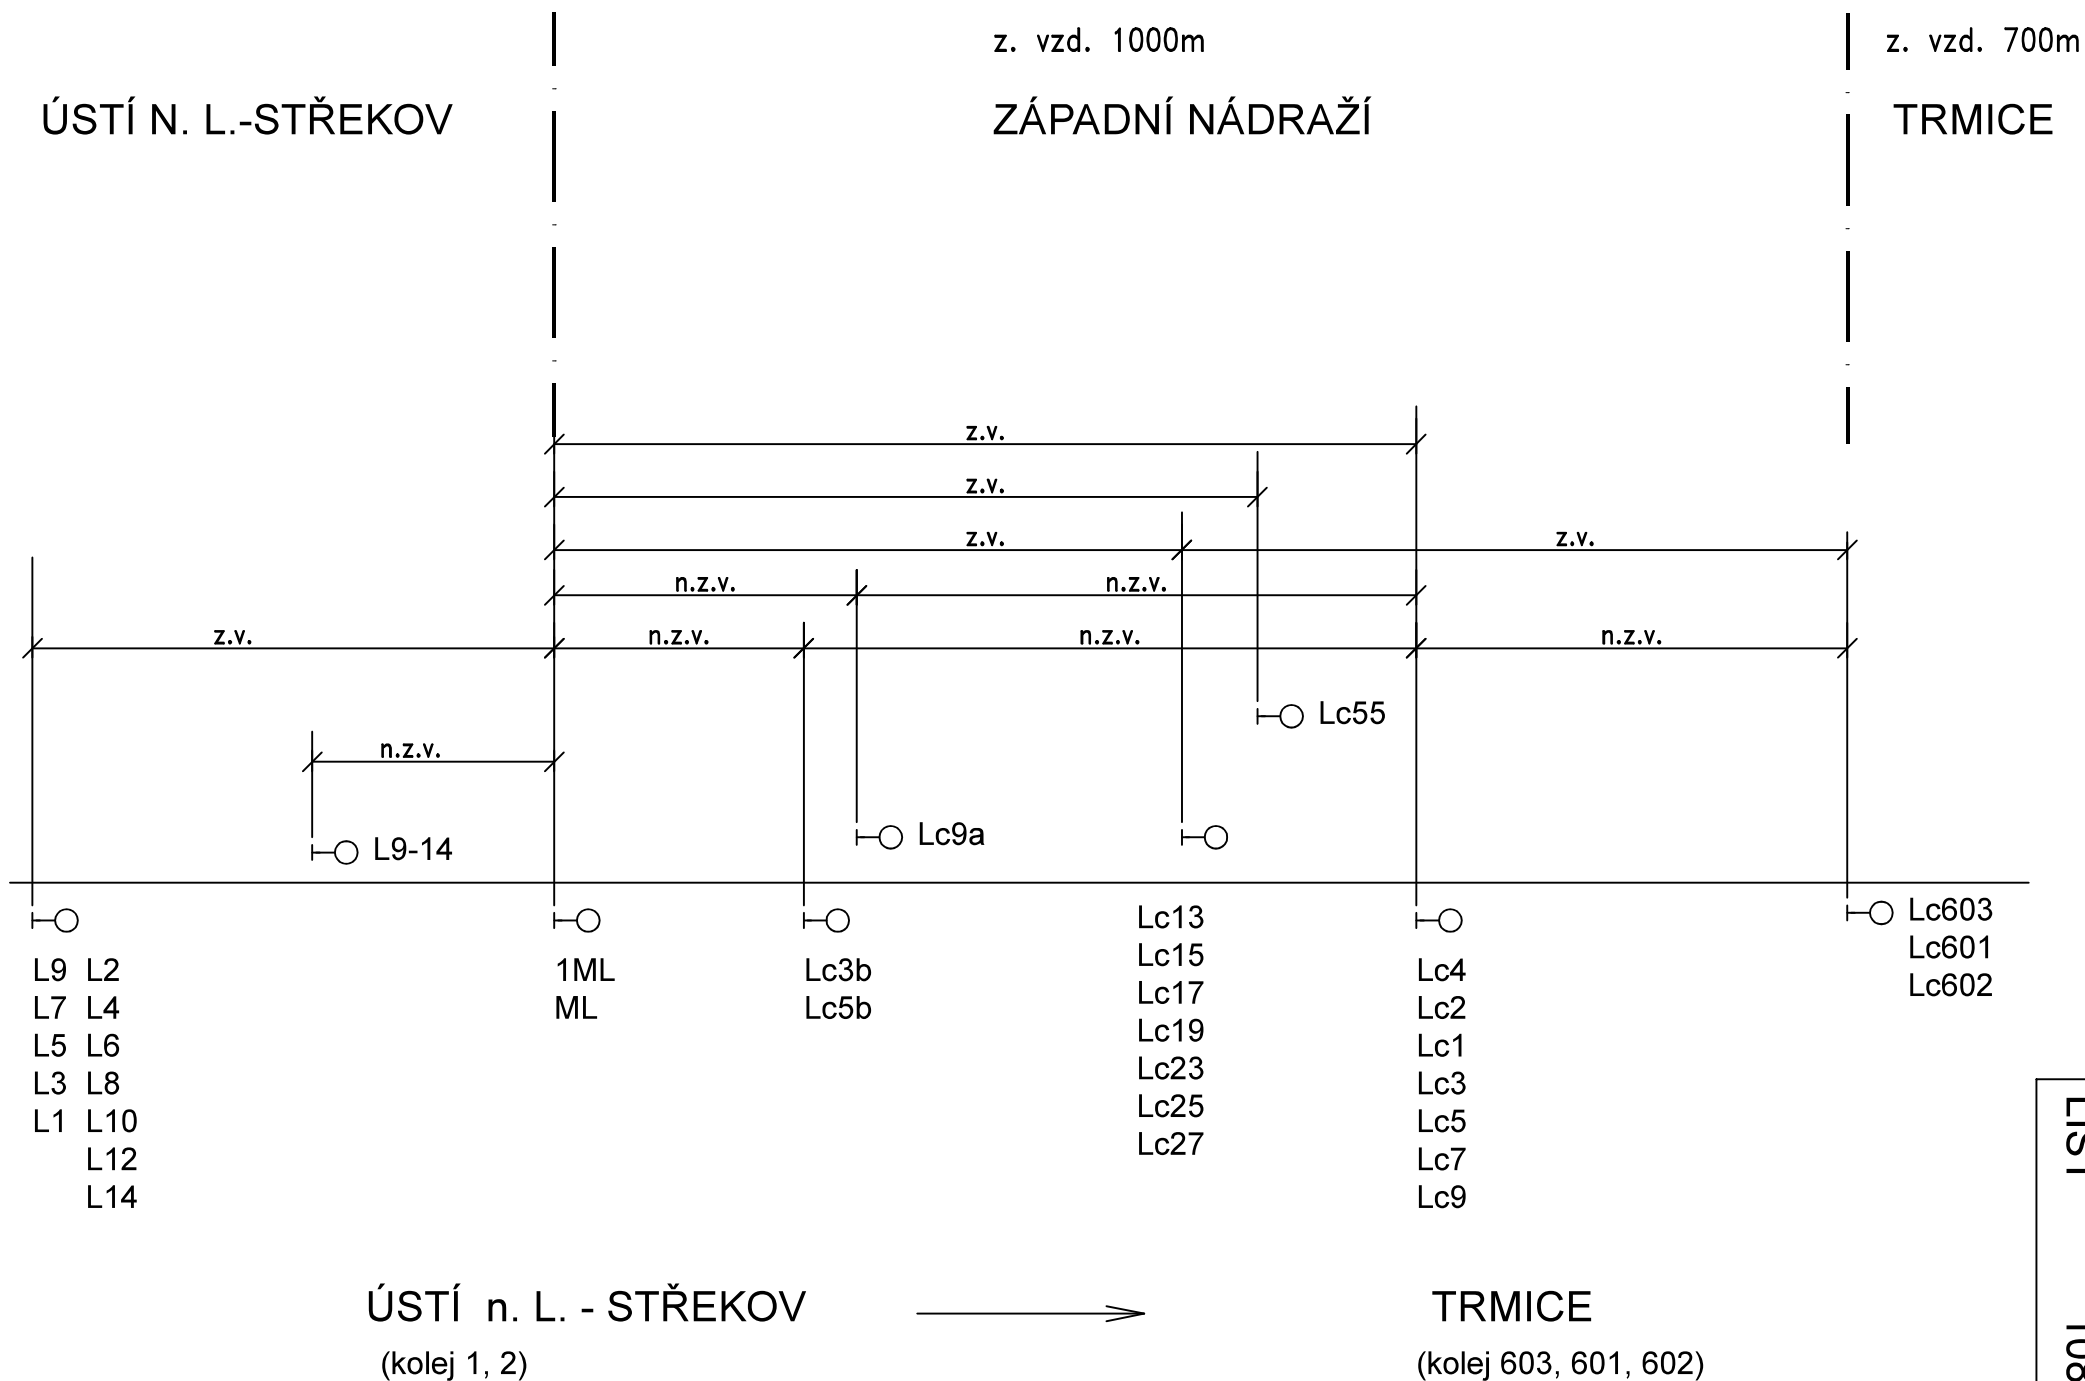 z. vzd. 1000m
z. vzd. 700m
ÚSTÍ N. L.-STŘEKOV
ZÁPADNÍ NÁDRAŽÍ
TRMICE
z.v.
z.v.
z.v.
z.v.
n.z.v.
n.z.v.
z.v.
n.z.v.
n.z.v.
n.z.v.
Lc55
n.z.v.
L9-14
Lc9a
L9 L2
L7 L4
L5 L6
L3 L8
L1 L10
L12
L14
1ML
ML
Lc3b
Lc5b
Lc13
Lc15
Lc17
Lc19
Lc23
Lc25
Lc27
Lc4
Lc2
Lc1
Lc3
Lc5
Lc7
Lc9
Lc603
Lc601
Lc602
LIST
ÚSTÍ n. L. - STŘEKOV
TRMICE
(kolej 1, 2)
(kolej 603, 601, 602)